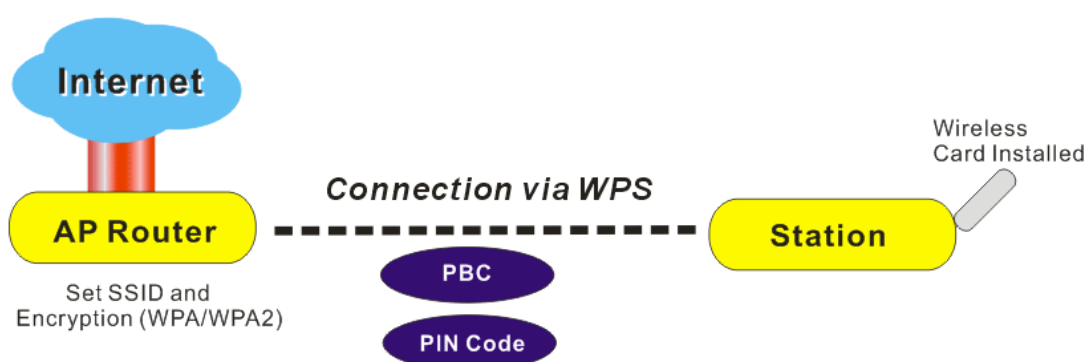 Internet
Wireless
Card Installed
Connection via WPS
AP Router
Station
PBC
Set SSID and
Encryption (WPA/WPA2)
PIN Code